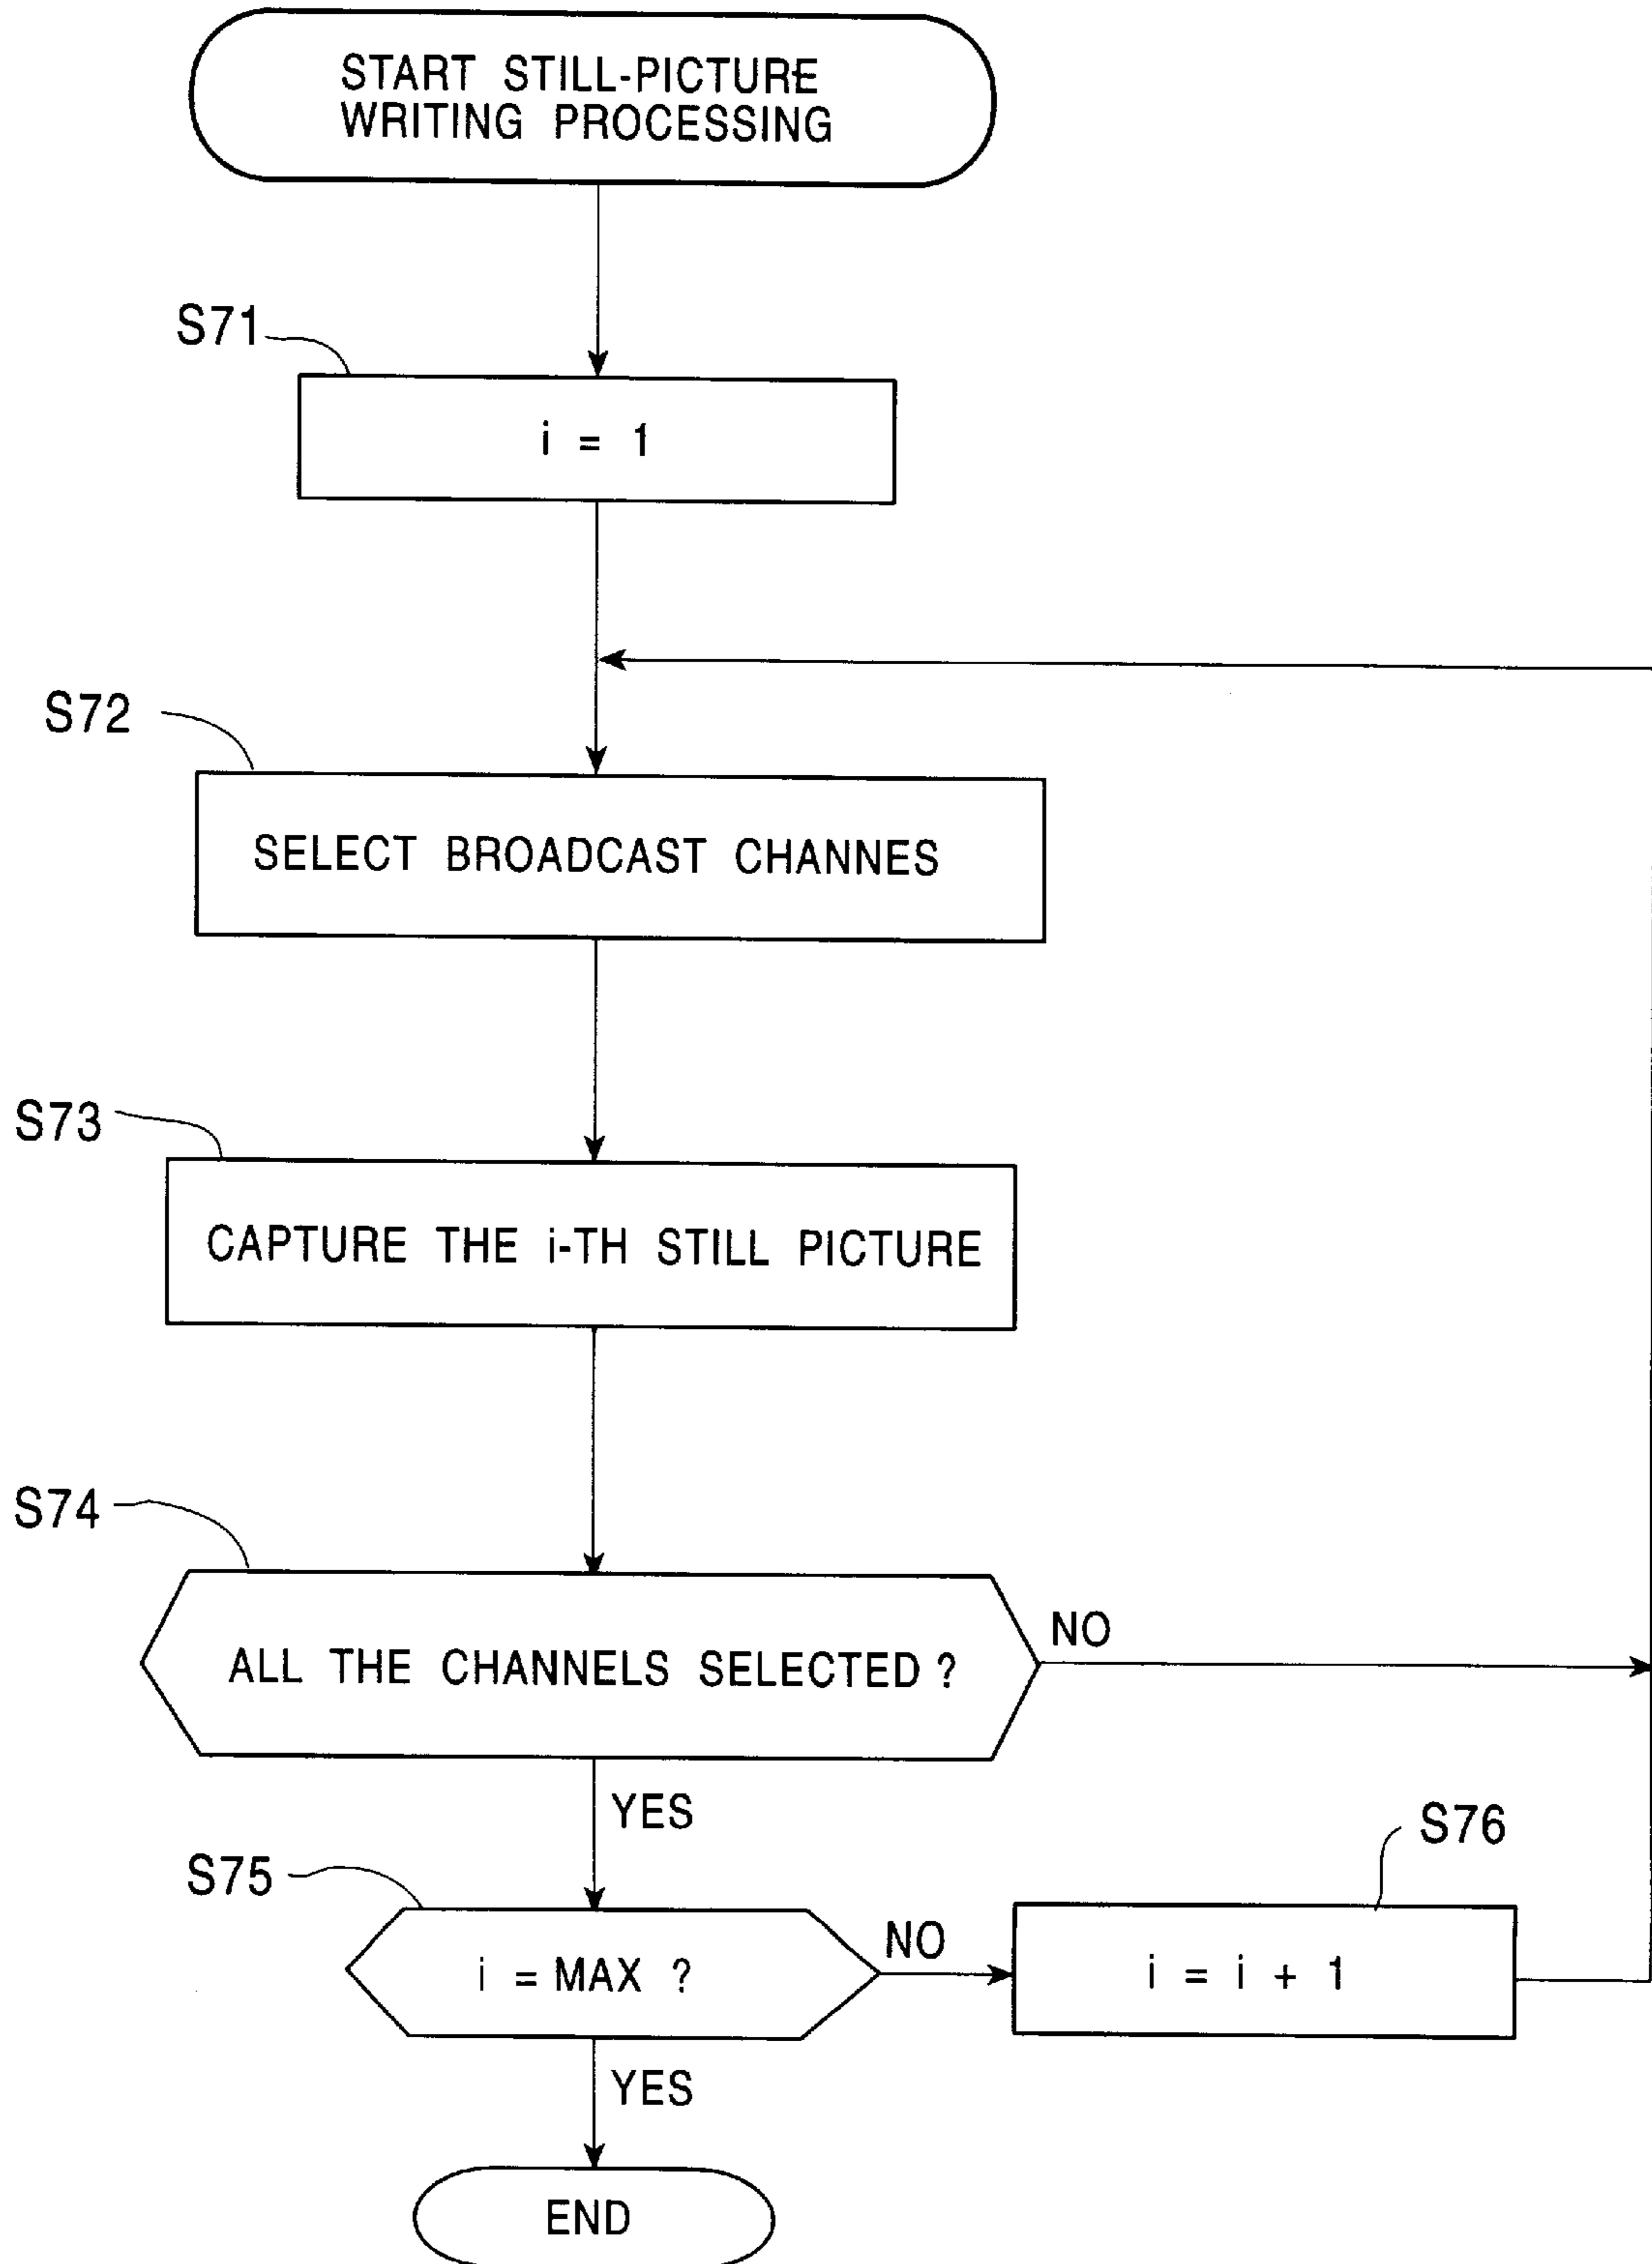 START STILL-PICTURE
WRITING PROCESSING
S71
i = 1
S72
SELECT BROADCAST CHANNES
S73
CAPTURE THE i-TH STILL PICTURE
S74
ALL THE CHANNELS SELECTED ?
NO
YES
S75
S76
i = MAX ?
NO
i = i + 1
YES
END